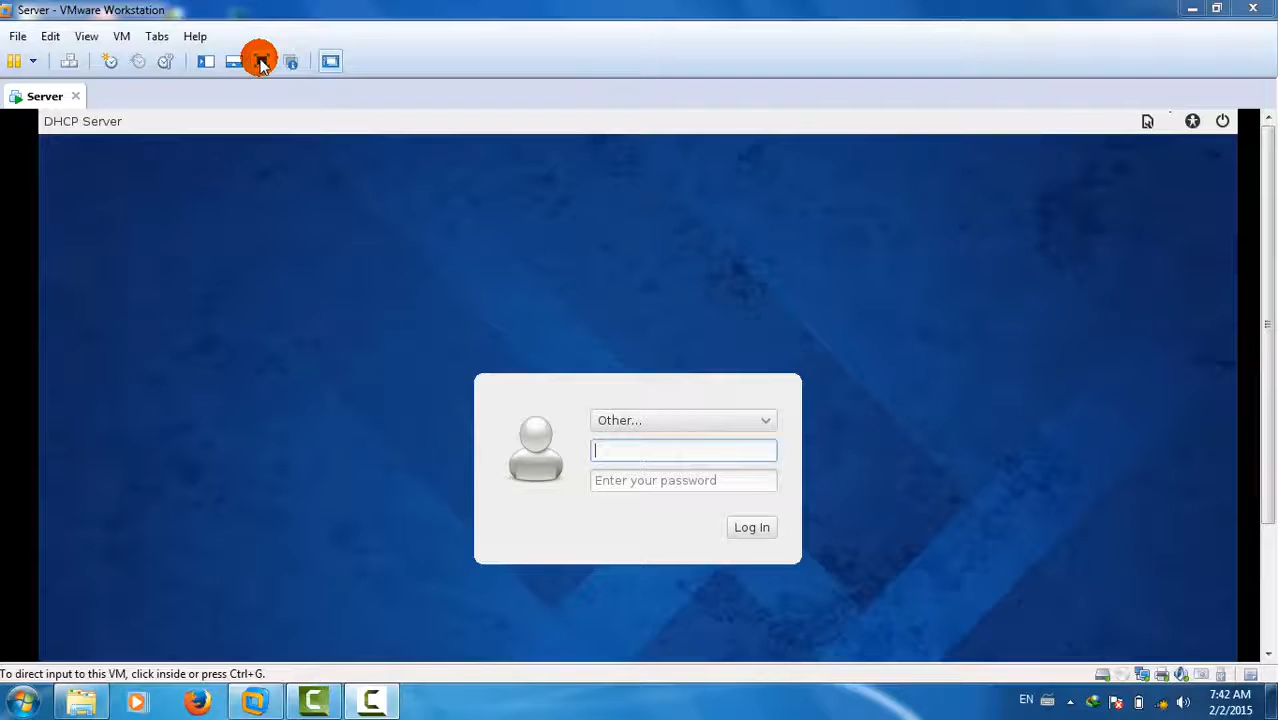 Server - VMware Workstation
File Edit View VM Tabs Help
Server
DHCP Server
Other...
Enter your password
Log In
To direct input to this VM, click inside or press Ctrl+G.
EN
7:42 AM
2/2/2015